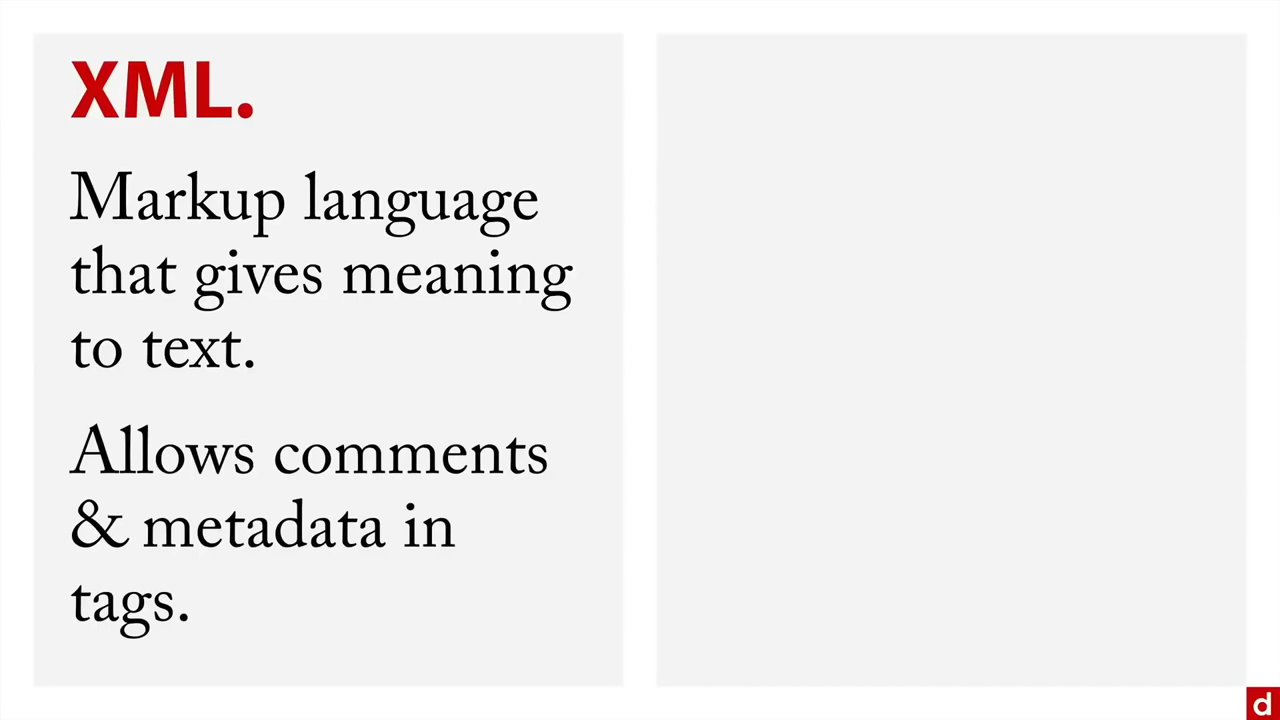 XML.
Markup language
that gives meaning
to text.
Allows comments
& metadata in
tags.
d